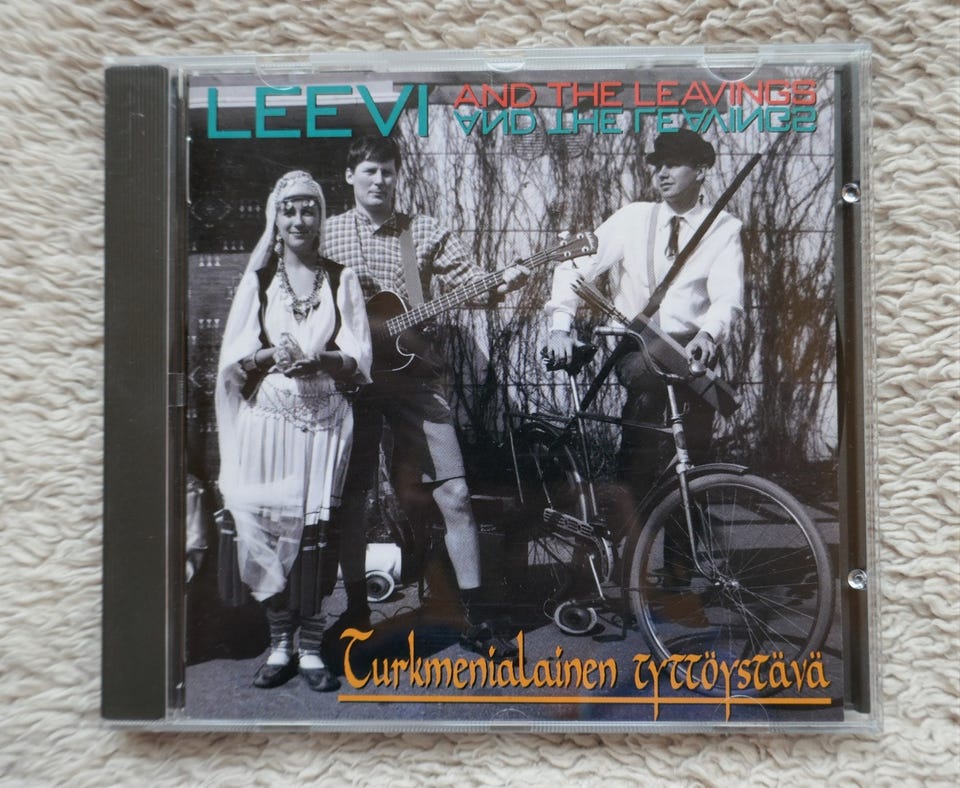 LEEVI AND THE LEAVINGS
AND THE LEAVINGS
Turkmenialainen tyttöystävä